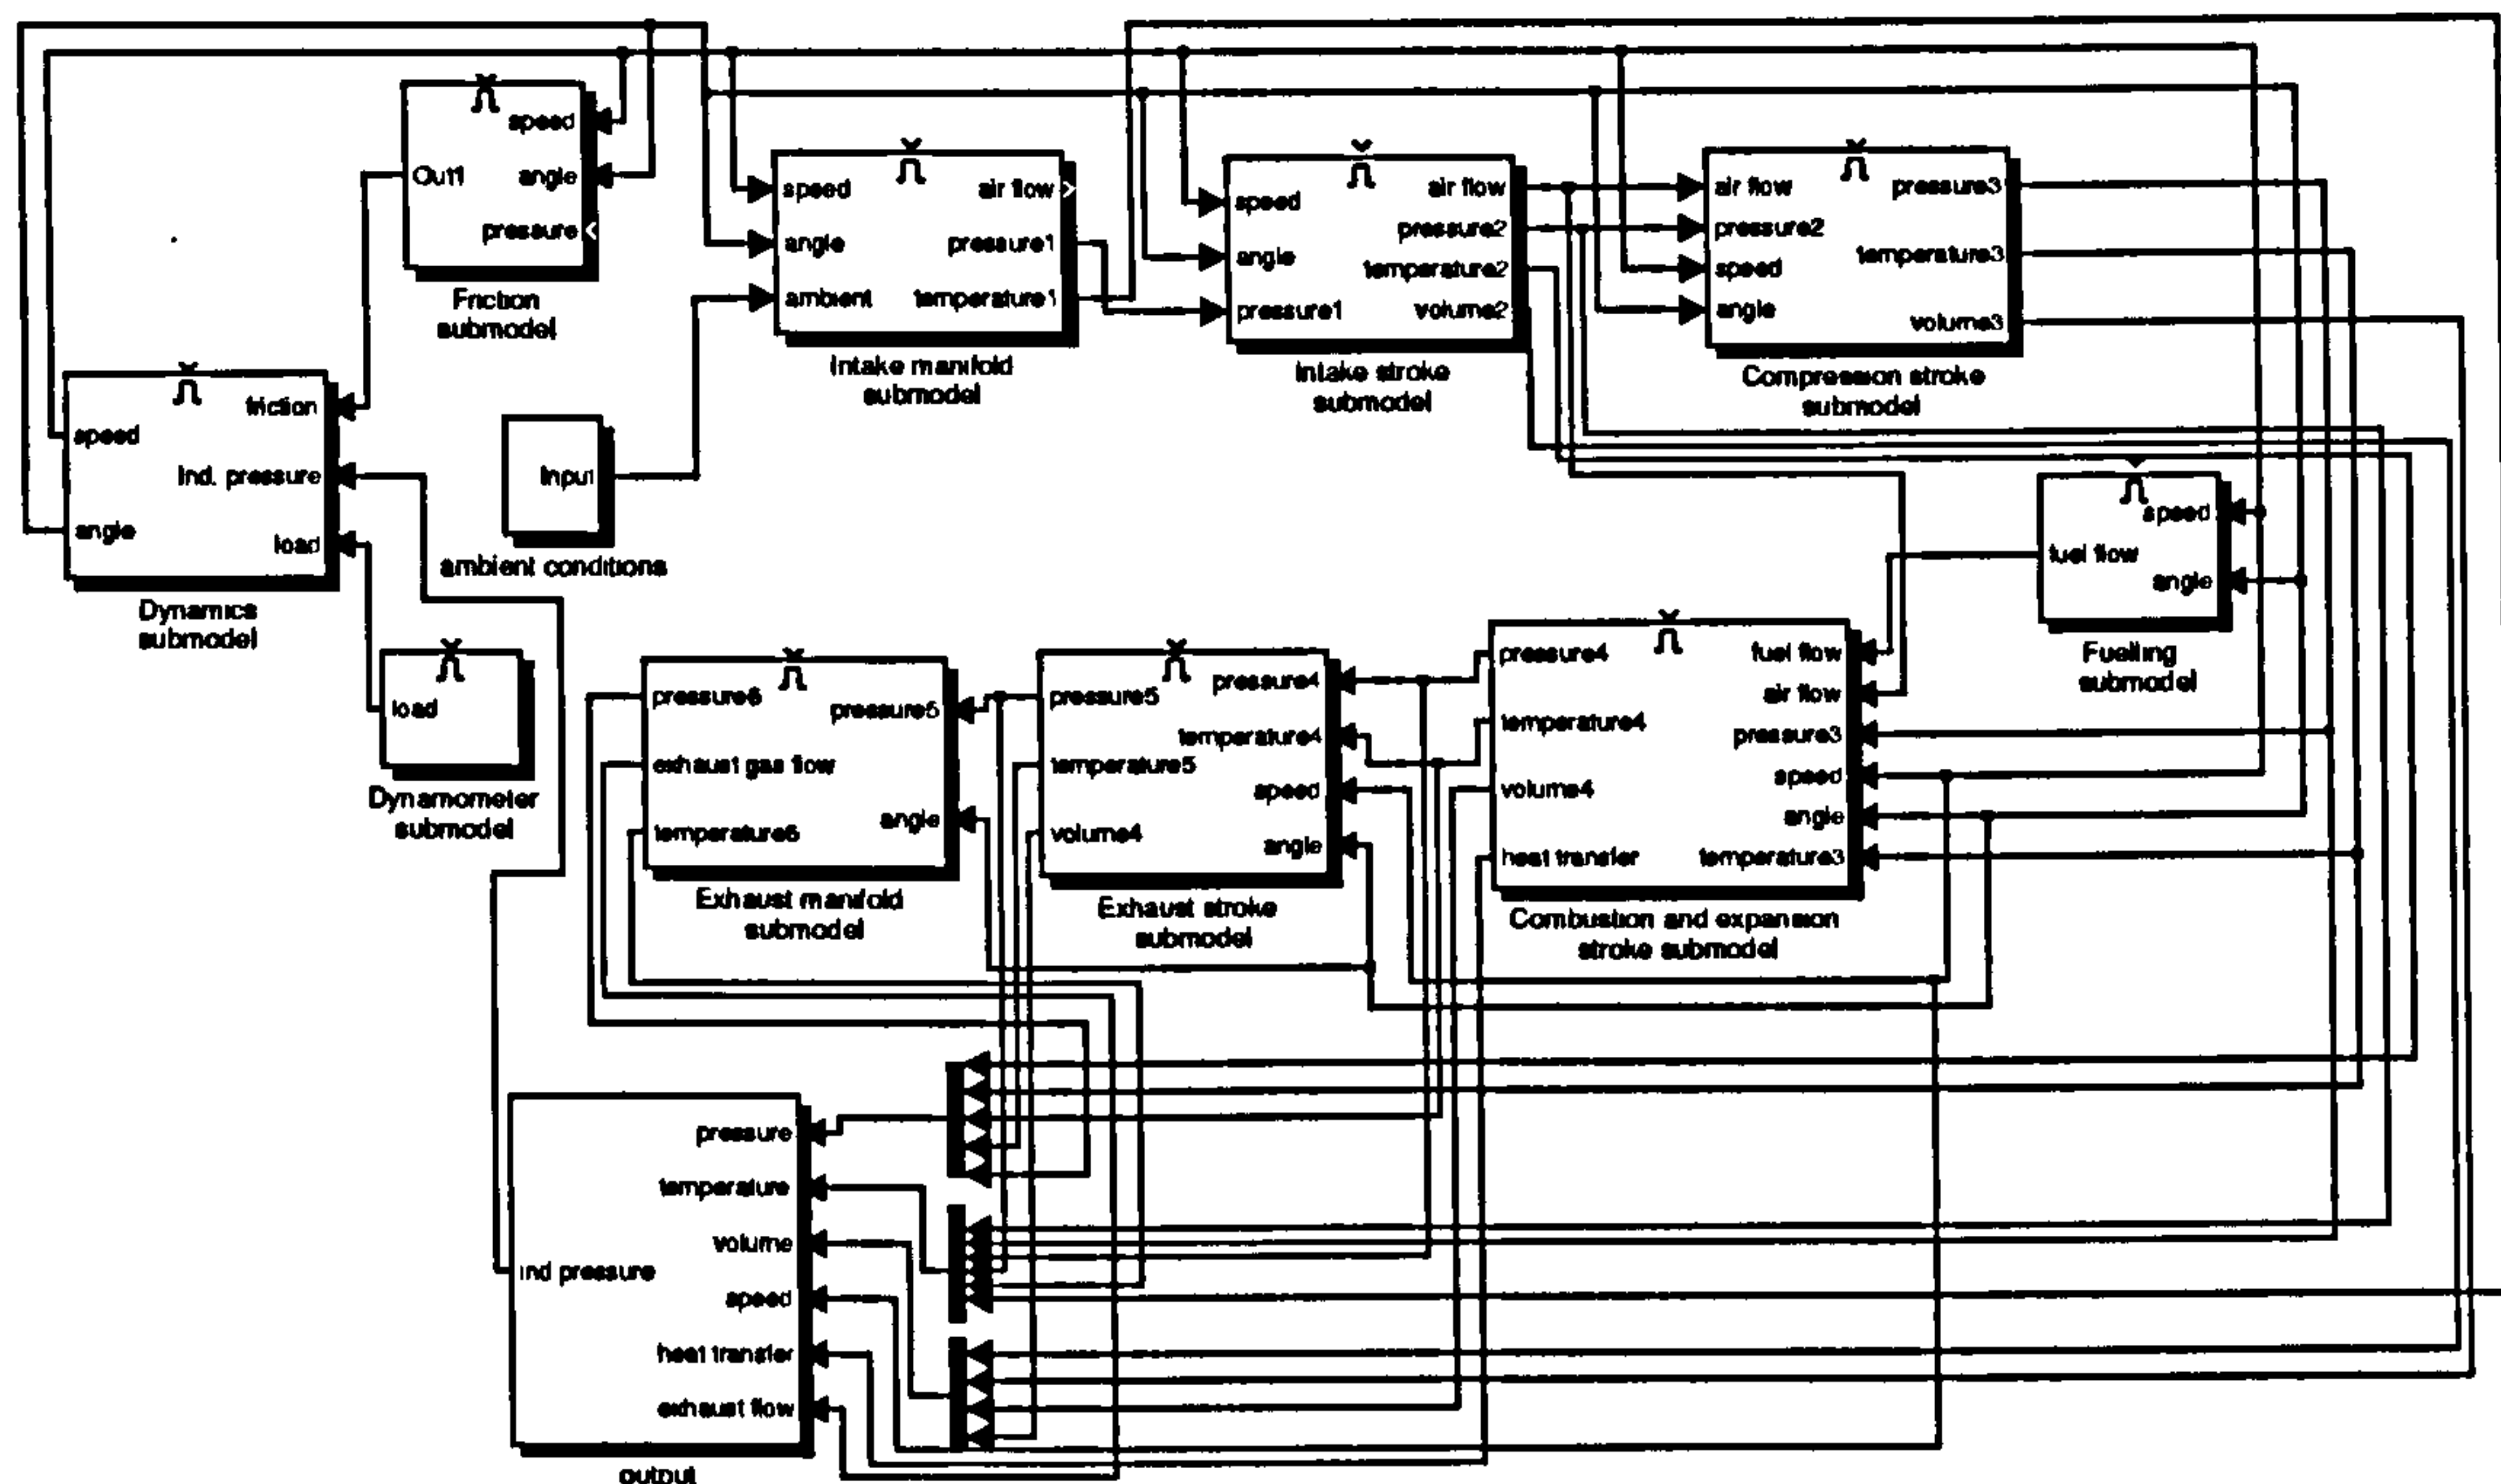 speed
Out1
angle
pressure
Friction
submodel
speed
air flow
angle
pressure1
ambient
temperature1
Intake manifold
submodel
speed
air flow
pressure2
angle
temperature2
pressure1
volume2
Intake stroke
submodel
air flow
pressure3
pressure2
temperature3
speed
angle
volume3
Compression stroke
submodel
friction
speed
Ind. pressure
angle
load
Dynamics
submodel
Input
ambient conditions
speed
fuel flow
angle
Fuelling
submodel
load
Dynamometer
submodel
pressure6
pressure5
exhaust gas flow
angle
temperature6
Exhaust manifold
submodel
pressure5
pressure4
temperature4
temperature5
speed
volume4
angle
Exhaust stroke
submodel
pressure4
fuel flow
air flow
temperature4
pressure3
speed
volume4
angle
heat transfer
temperature3
Combustion and expansion
stroke submodel
pressure
temperature
volume
ind pressure
speed
heat transfer
exhaust flow
output